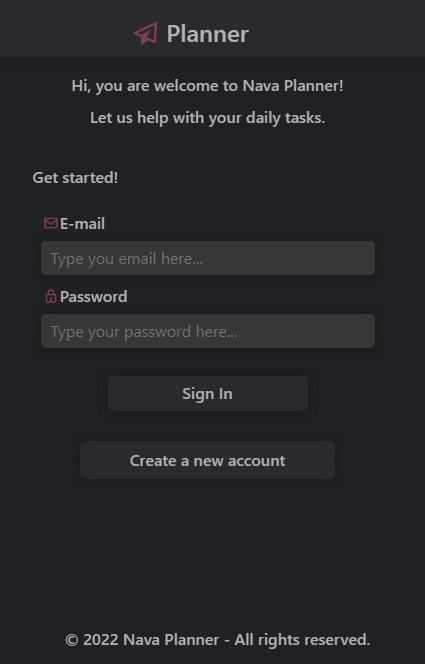 Planner
Hi, you are welcome to Nava Planner!
Let us help with your daily tasks.
Get started!
E-mail
Type you email here...
Password
Type your password here...
Sign In
Create a new account
© 2022 Nava Planner - All rights reserved.